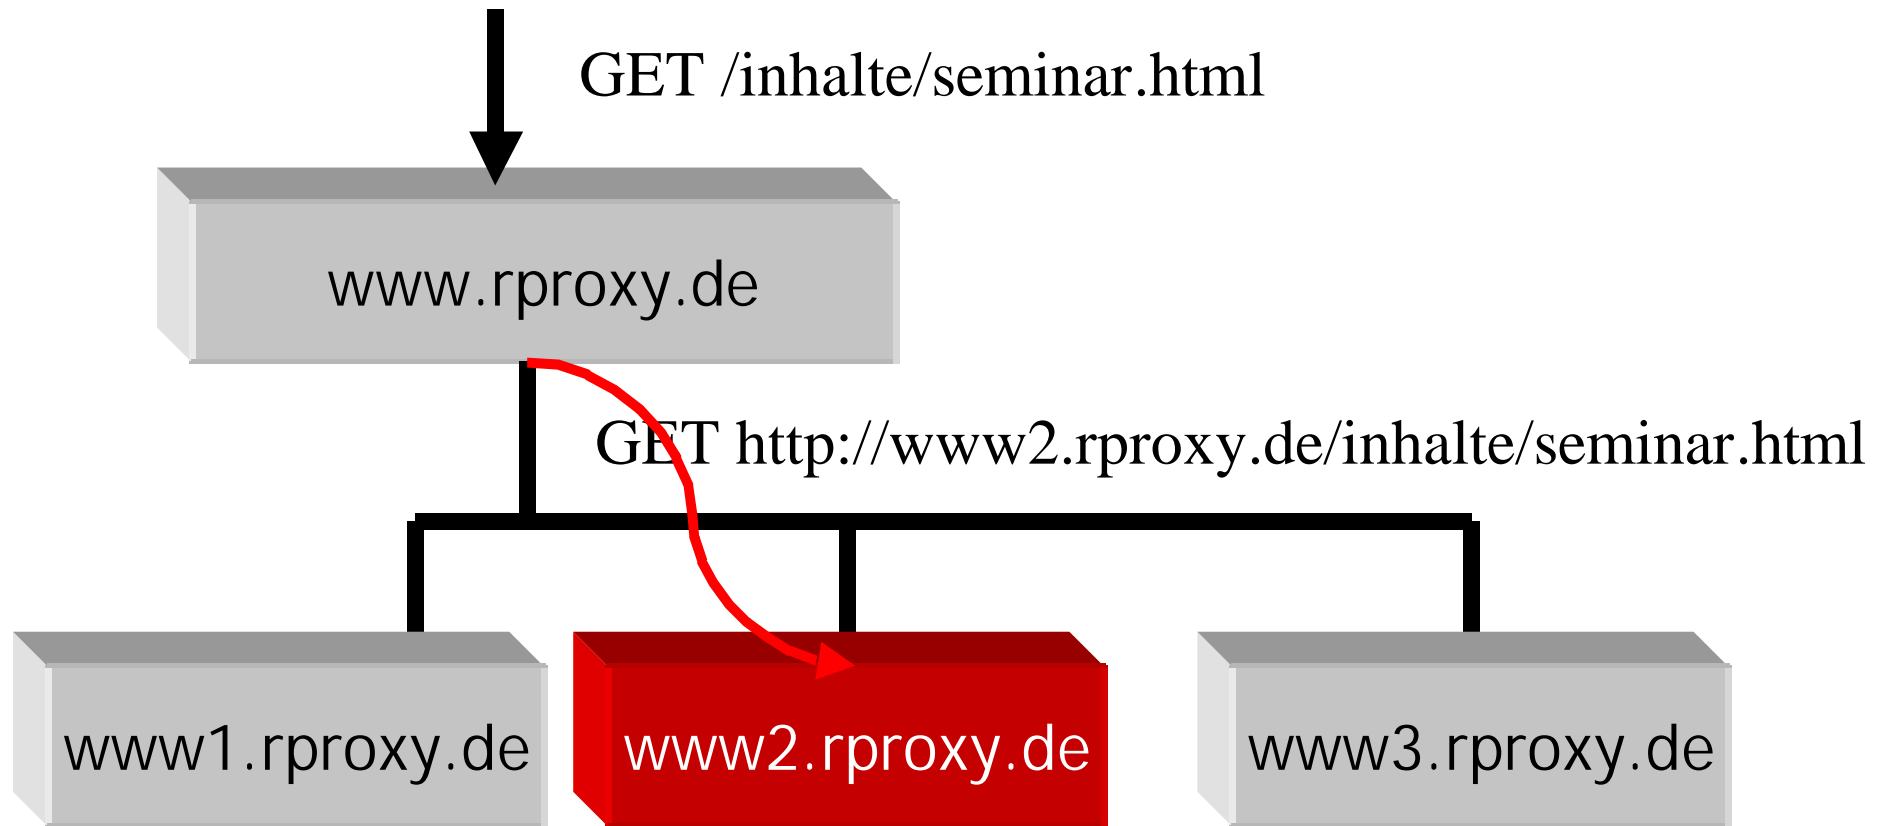 GET /inhalte/seminar.html
www.rproxy.de
GET http://www2.rproxy.de/inhalte/seminar.html
www1.rproxy.de
www2.rproxy.de
www3.rproxy.de